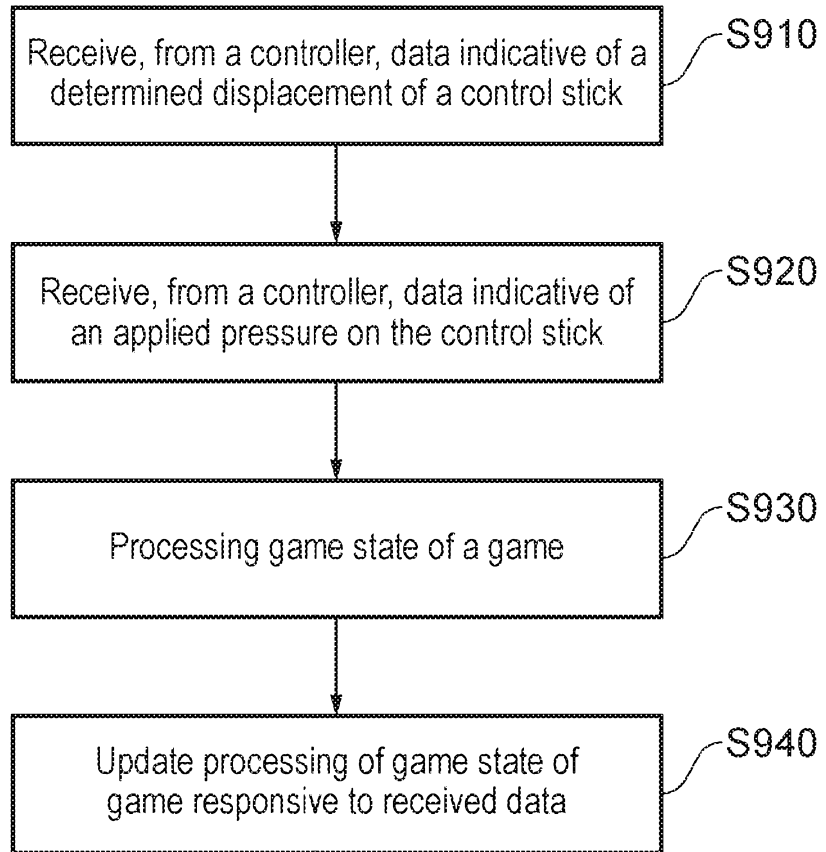 Receive, from a controller, data indicative of a
determined displacement of a control stick
S910
Receive, from a controller, data indicative of
an applied pressure on the control stick
S920
Processing game state of a game
S930
Update processing of game state of
game responsive to received data
S940